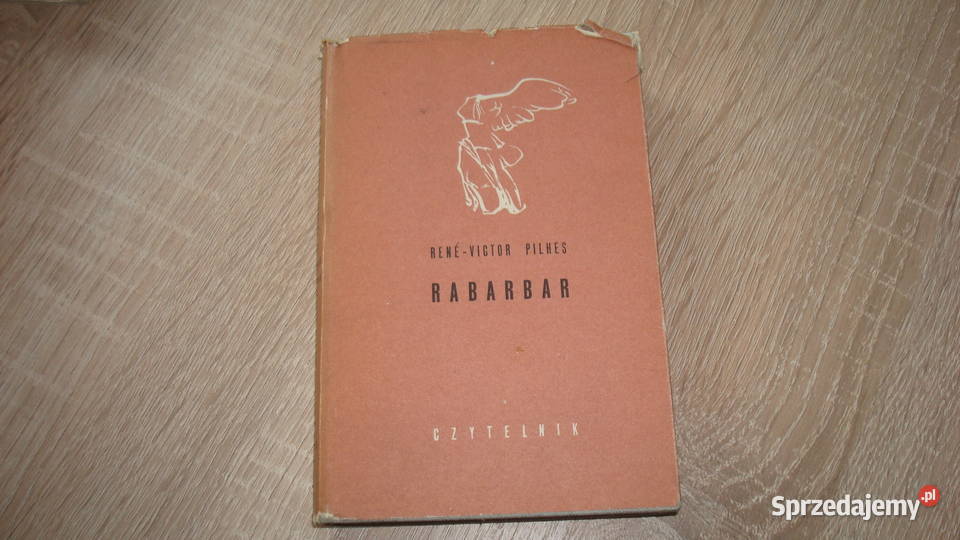 RENÉ-VICTOR PILHES
RABARBAR
CZYTELNIK
Sprzedajemy.pl